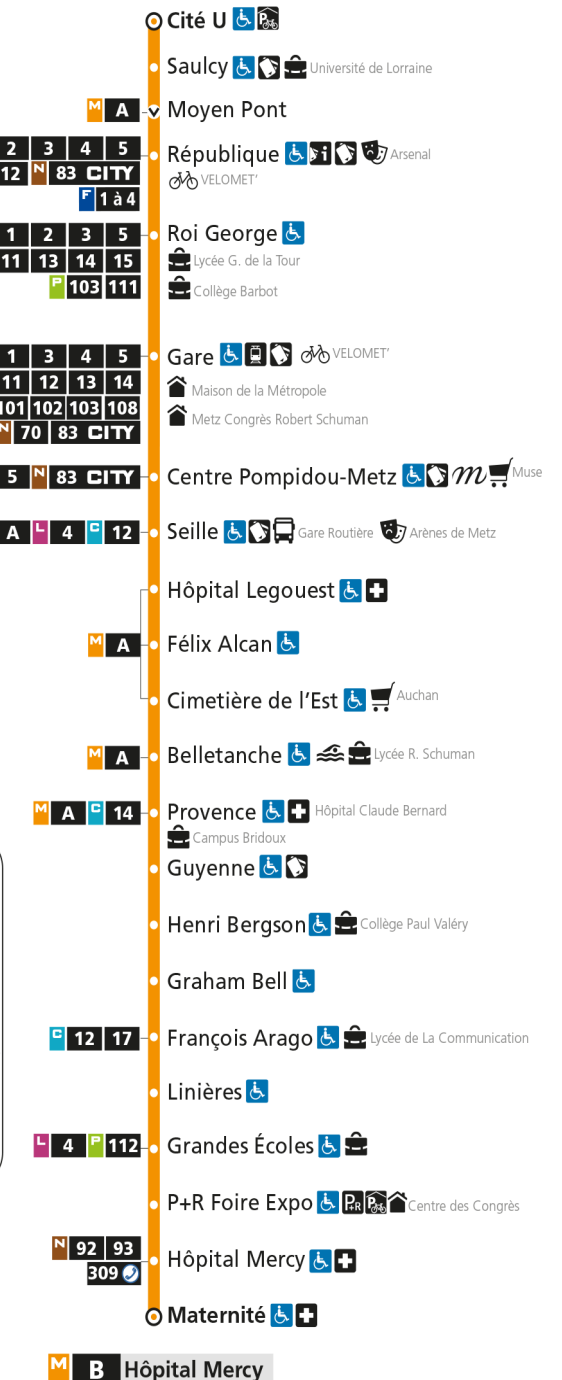 Cité U
Saulcy Université de Lorraine
M A Moyen Pont
2 3 4 5 République i Arsenal
12 N 83 CITY VELOMET'
F 1 à 4
1 2 3 5 Roi George
11 13 14 15 Lycée G. de la Tour
P 103 111 Collège Barbot
1 3 4 5 Gare VELOMET'
11 12 13 14 Maison de la Métropole
101 102 103 108 Metz Congrès Robert Schuman
N 70 83 CITY
5 N 83 CITY Centre Pompidou-Metz m Muse
A L 4 C 12 Seille Gare Routière Arènes de Metz
Hôpital Legouest
M A Félix Alcan
Cimetière de l'Est Auchan
M A Belletanche Lycée R. Schuman
M A C 14 Provence Hôpital Claude Bernard
Campus Bridoux
Guyenne
Henri Bergson Collège Paul Valéry
Graham Bell
C 12 17 François Arago Lycée de La Communication
Linières
L 4 P 112 Grandes Écoles
P+R Foire Expo P+R P Centre des Congrès
N 92 93 Hôpital Mercy
309
Maternité
M B Hôpital Mercy